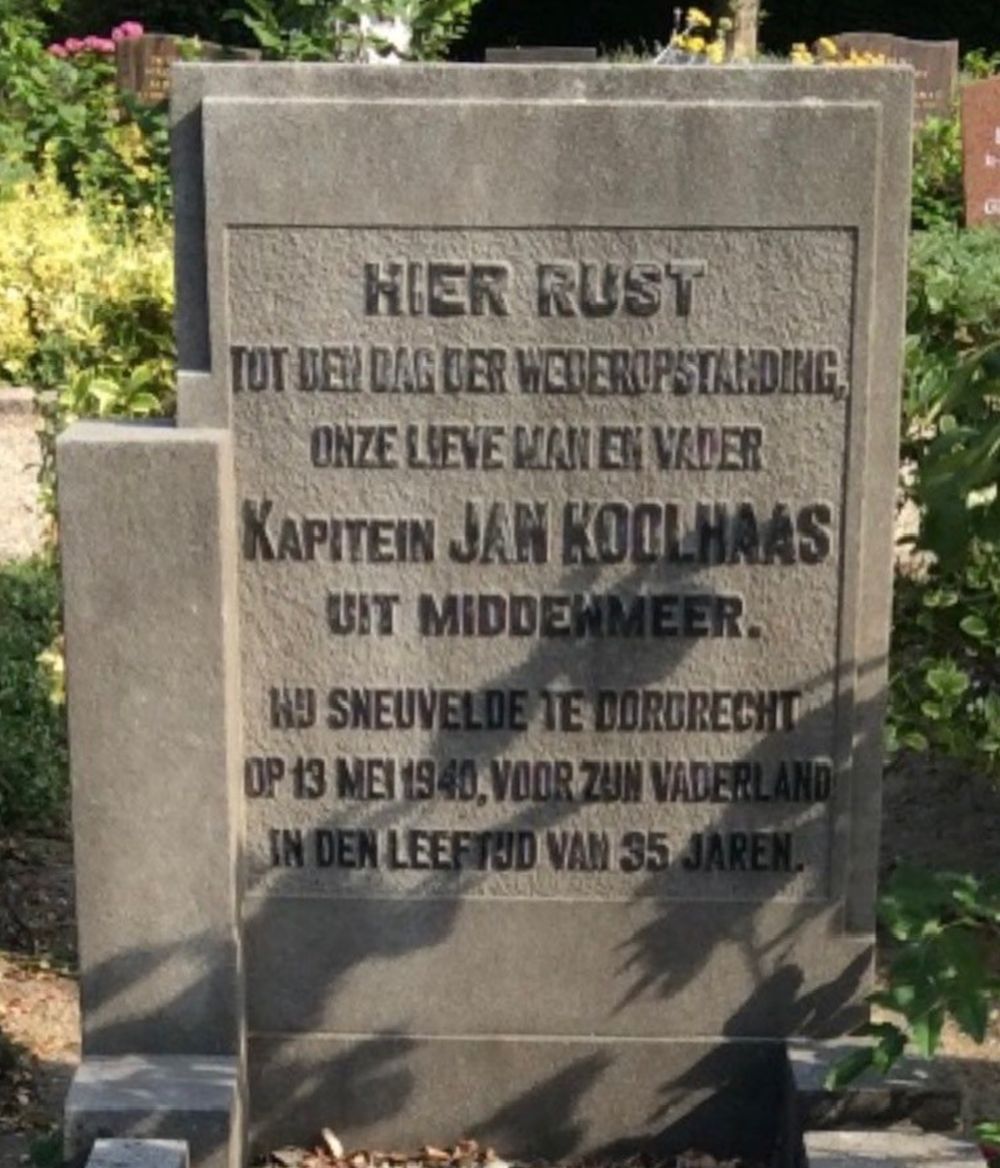 HIER RUST
TOT DEN DAG DER WEDEROPSTANDING,
ONZE LIEVE MAN EN VADER
KAPITEIN JAN KOOLHAAS
UIT MIDDENMEER.
HIJ SNEUVELDE TE DORDRECHT
OP 13 MEI 1940, VOOR ZIJN VADERLAND
IN DEN LEEFTIJD VAN 35 JAREN.